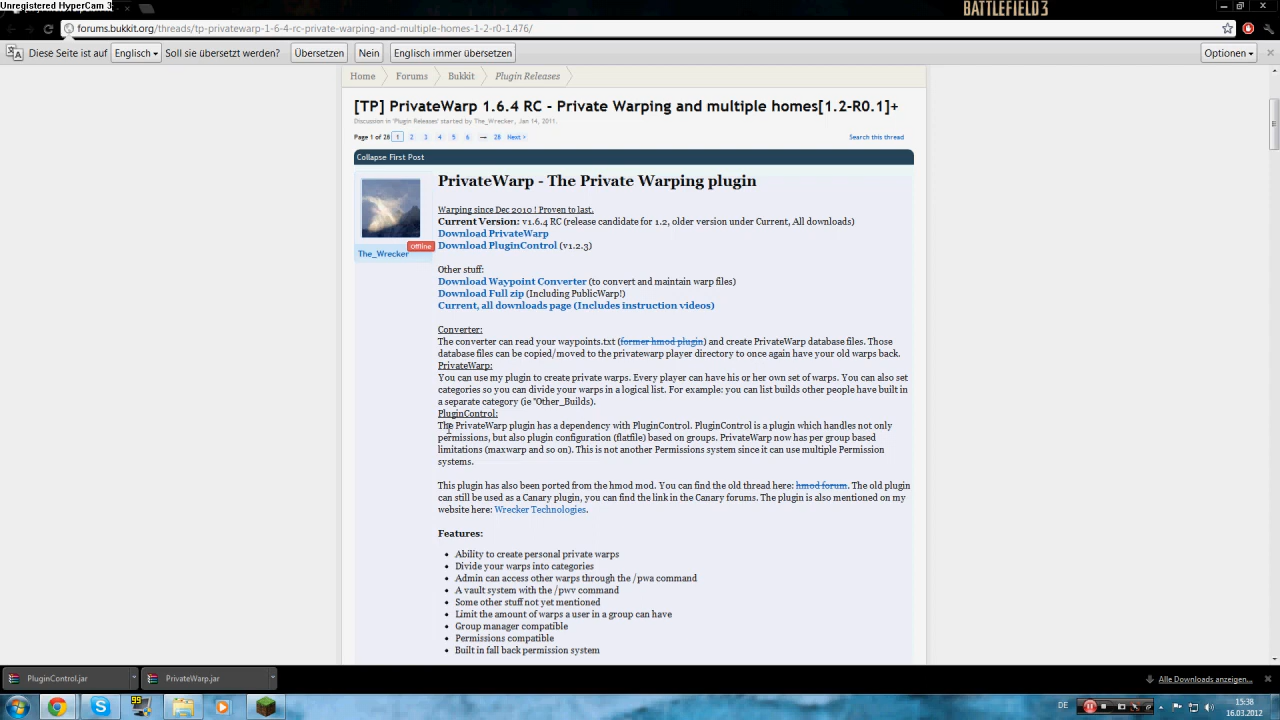 Unregistered HyperCam 3
BATTLEFIELD 3
forums.bukkit.org/threads/tp-privatewarp-1-6-4-rc-private-warping-and-multiple-homes-1-2-r0-1.476/
Diese Seite ist auf Englisch Soll sie übersetzt werden? Übersetzen Nein Englisch immer übersetzen Optionen
Home Forums Bukkit Plugin Releases
[TP] PrivateWarp 1.6.4 RC - Private Warping and multiple homes[1.2-R0.1]+
Discussion in 'Plugin Releases' started by The_Wrecker, Jan 14, 2011.
Page 1 of 28 1 2 3 4 5 6 → 28 Next > Search this thread
Collapse First Post
Offline
The_Wrecker
PrivateWarp - The Private Warping plugin
Warping since Dec 2010 ! Proven to last.
Current Version: v1.6.4 RC (release candidate for 1.2, older version under Current, All downloads)
Download PrivateWarp
Download PluginControl (v1.2.3)
Other stuff:
Download Waypoint Converter (to convert and maintain warp files)
Download Full zip (Including PublicWarp!)
Current, all downloads page (Includes instruction videos)
Converter:
The converter can read your waypoints.txt (former hmod plugin) and create PrivateWarp database files. Those
database files can be copied/moved to the privatewarp player directory to once again have your old warps back.
PrivateWarp:
You can use my plugin to create private warps. Every player can have his or her own set of warps. You can also set
categories so you can divide your warps in a logical list. For example: you can list builds other people have built in
a separate category (ie "Other_Builds).
PluginControl:
The PrivateWarp plugin has a dependency with PluginControl. PluginControl is a plugin which handles not only
permissions, but also plugin configuration (flatfile) based on groups. PrivateWarp now has per group based
limitations (maxwarp and so on). This is not another Permissions system since it can use multiple Permission
systems.
This plugin has also been ported from the hmod mod. You can find the old thread here: hmod forum. The old plugin
can still be used as a Canary plugin, you can find the link in the Canary forums. The plugin is also mentioned on my
website here: Wrecker Technologies.
Features:
• Ability to create personal private warps
• Divide your warps into categories
• Admin can access other warps through the /pwa command
• A vault system with the /pwv command
• Some other stuff not yet mentioned
• Limit the amount of warps a user in a group can have
• Group manager compatible
• Permissions compatible
• Built in fall back permission system
PluginControl.jar PrivateWarp.jar Alle Downloads anzeigen...
99
DE
15:38
16.03.2012